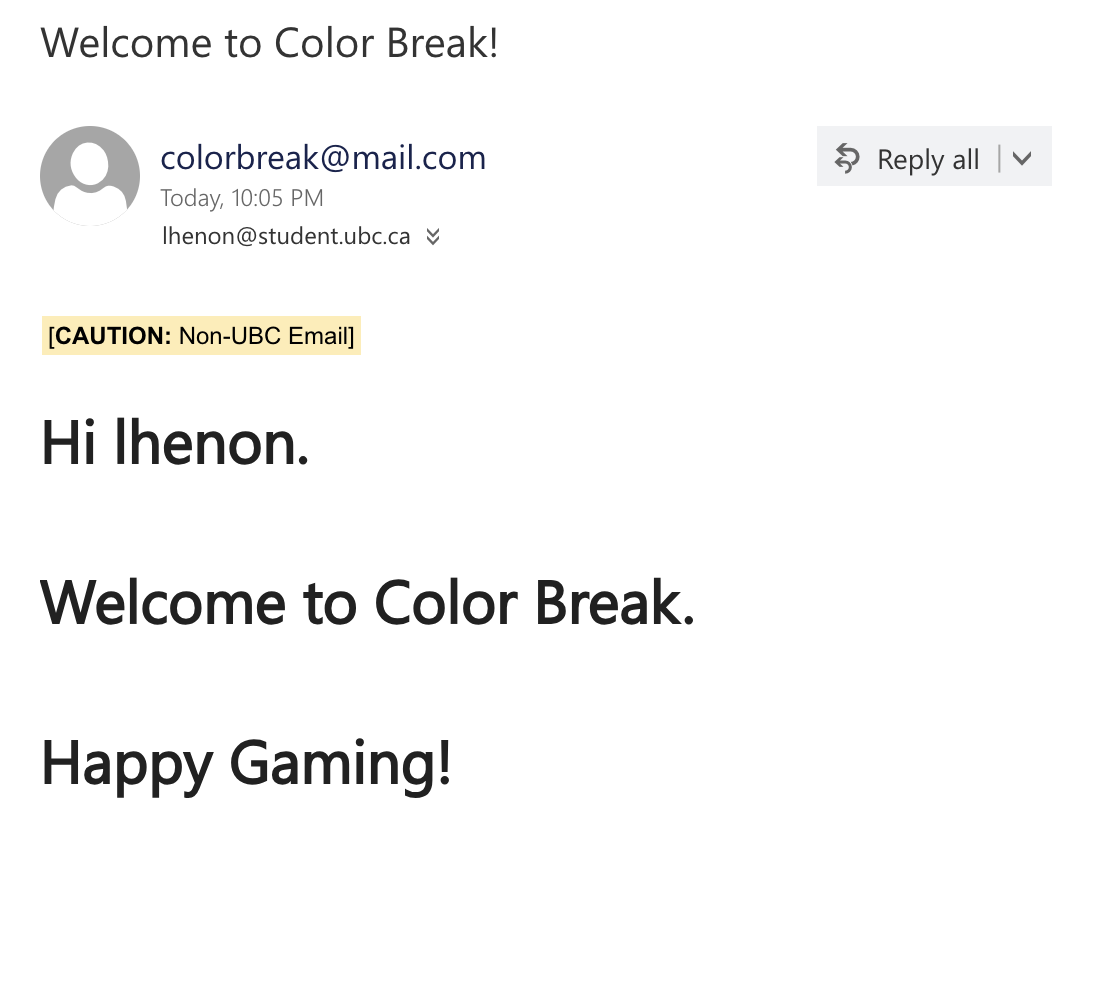 Welcome to Color Break!
colorbreak@mail.com
Reply all
Today, 10:05 PM
lhenon@student.ubc.ca
[CAUTION: Non-UBC Email]
Hi lhenon.
Welcome to Color Break.
Happy Gaming!